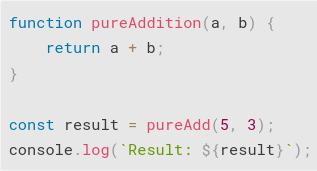 function pureAddition(a, b) {
    return a + b;
}

const result = pureAdd(5, 3);
console.log(`Result: ${result}`);